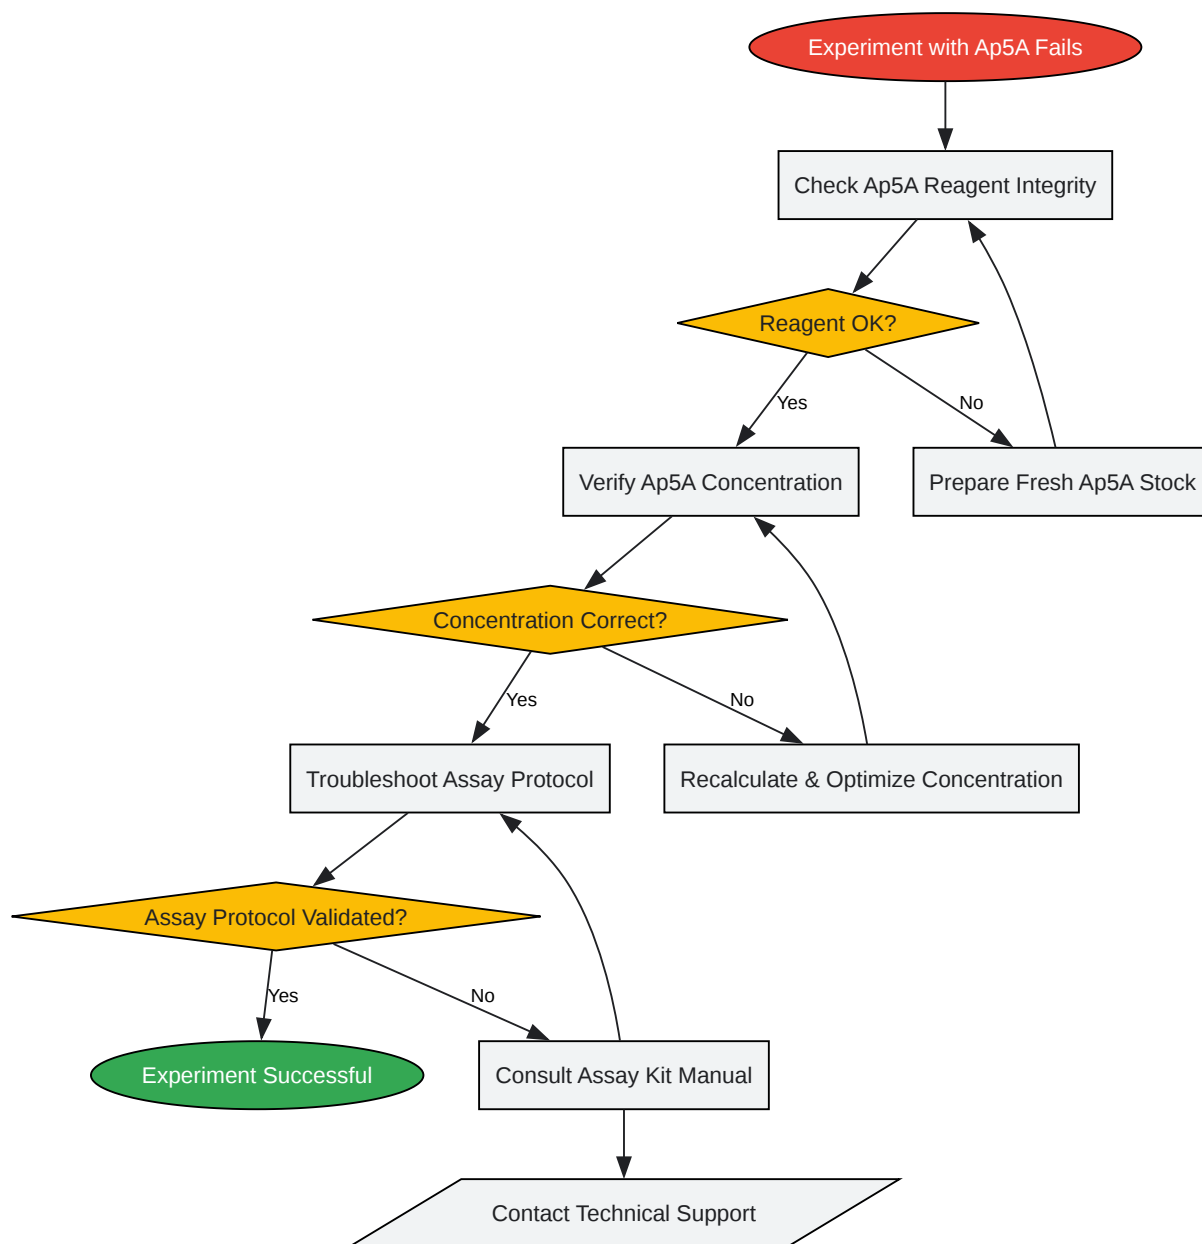 Experiment with Ap5A Fails
Check Ap5A Reagent Integrity
Reagent OK?
Yes
No
Verify Ap5A Concentration
Prepare Fresh Ap5A Stock
Concentration Correct?
Yes
No
Troubleshoot Assay Protocol
Recalculate & Optimize Concentration
Assay Protocol Validated?
Yes
No
Experiment Successful
Consult Assay Kit Manual
Contact Technical Support